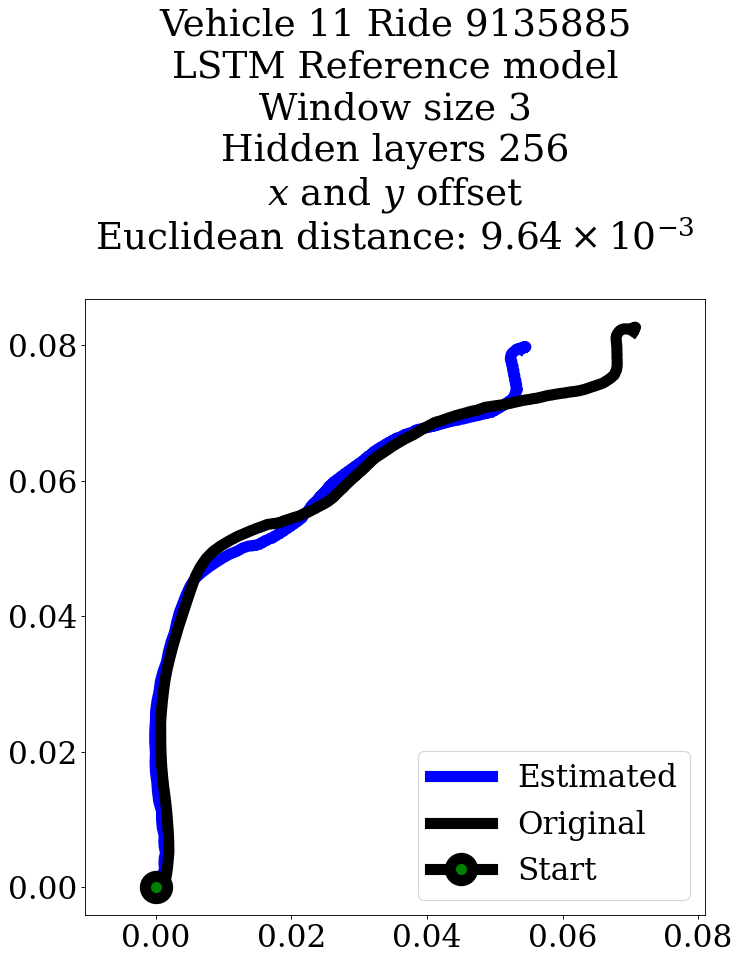 Vehicle 11 Ride 9135885
LSTM Reference model
Window size 3
Hidden layers 256
x and y offset
Euclidean distance: 9.64 × 10⁻³
0.08
0.06
0.04
0.02
0.00
Estimated
Original
Start
0.00 0.02 0.04 0.06 0.08